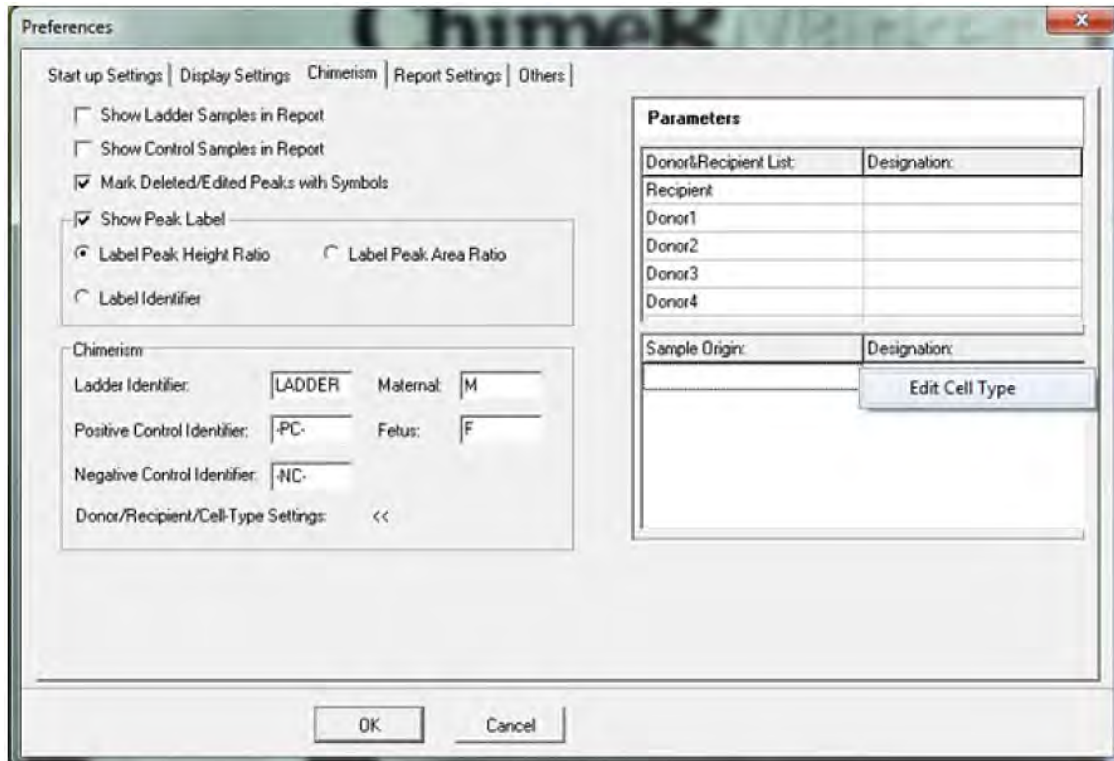 ChimeR
Preferences
x
Start up Settings Display Settings Chimerism Report Settings Others
Show Ladder Samples in Report
Show Control Samples in Report
Mark Deleted/Edited Peaks with Symbols
Show Peak Label
Label Peak Height Ratio Label Peak Area Ratio
Label Identifier
Chimerism
Ladder Identifier: LADDER Maternal: M
Positive Control Identifier: -PC- Fetus: F
Negative Control Identifier: -NC-
Donor/Recipient/Cell-Type Settings: <<
Parameters
Donor&Recipient List: Designation:
Recipient
Donor1
Donor2
Donor3
Donor4
Sample Origin: Designation:
Edit Cell Type
OK Cancel